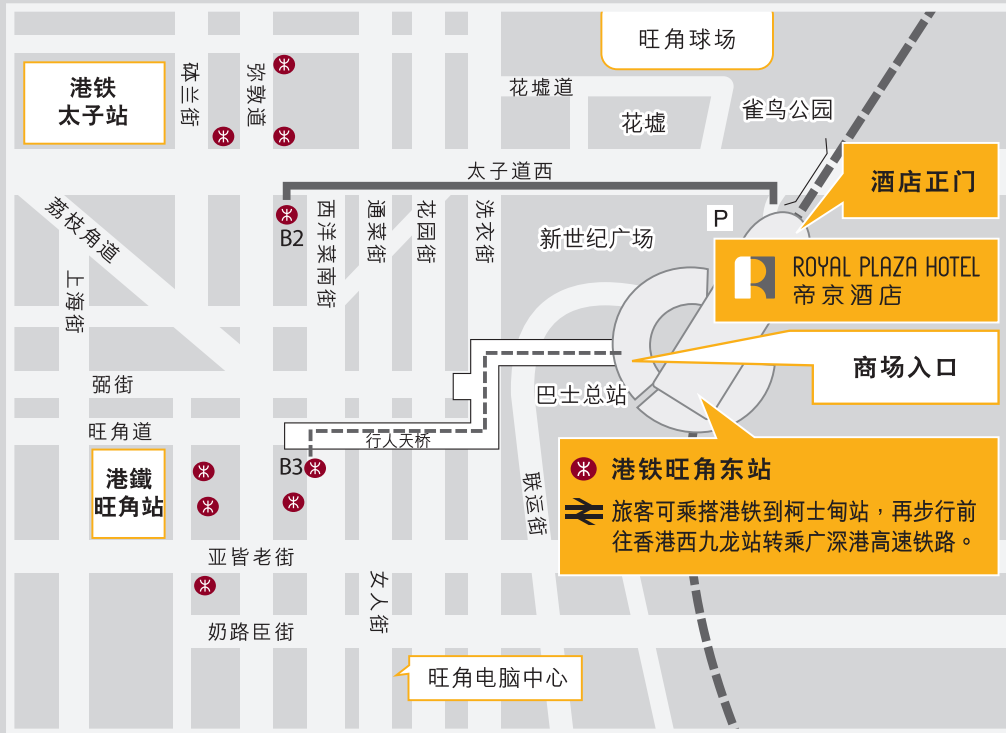 旺角球场
港铁
太子站
砵兰街
弥敦道
花墟道
花墟
雀鸟公园
太子道西
酒店正门
P
B2
西洋菜南街
通菜街
花园街
洗衣街
新世纪广场
荔枝角道
上海街
ROYAL PLAZA HOTEL
帝京酒店
商场入口
弼街
巴士总站
旺角道
行人天桥
港鐵
旺角站
B3
港铁旺角东站
旅客可乘搭港铁到柯士甸站，再步行前
往香港西九龙站转乘广深港高速铁路。
联运街
亚皆老街
女人街
奶路臣街
旺角电脑中心